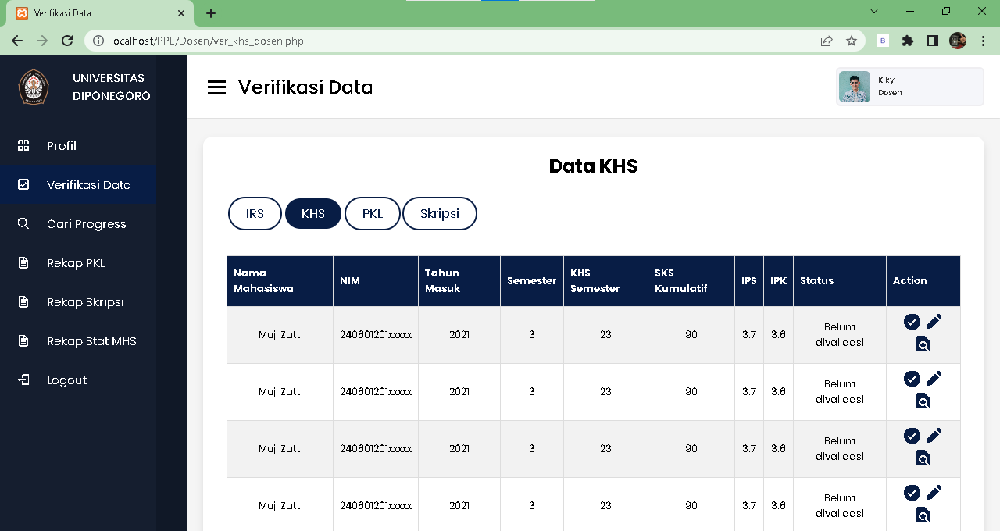 Verifikasi Data
localhost/PPL/Dosen/ver_khs_dosen.php
B
UNIVERSITAS
DIPONEGORO
Verifikasi Data
Kiky
Dosen
Profil
Verifikasi Data
Cari Progress
Rekap PKL
Rekap Skripsi
Rekap Stat MHS
Logout
Data KHS
IRS KHS PKL Skripsi
Nama Mahasiswa NIM Tahun Masuk Semester KHS Semester SKS Kumulatif IPS IPK Status Action
Muji Zatt 240601201xxxxx 2021 3 23 90 3.7 3.6 Belum divalidasi
Muji Zatt 240601201xxxxx 2021 3 23 90 3.7 3.6 Belum divalidasi
Muji Zatt 240601201xxxxx 2021 3 23 90 3.7 3.6 Belum divalidasi
Muji Zatt 240601201xxxxx 2021 3 23 90 3.7 3.6 Belum divalidasi